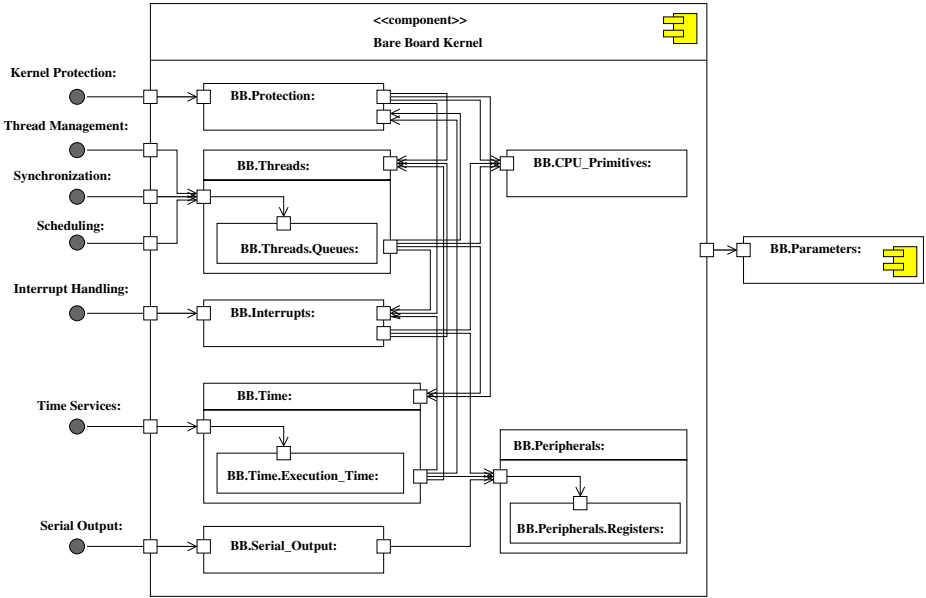 <<component>>
Bare Board Kernel
Kernel Protection:
BB.Protection:
Thread Management:
BB.Threads:
BB.CPU_Primitives:
Synchronization:
Scheduling:
BB.Threads.Queues:
BB.Parameters:
Interrupt Handling:
BB.Interrupts:
BB.Time:
Time Services:
BB.Peripherals:
BB.Time.Execution_Time:
Serial Output:
BB.Peripherals.Registers:
BB.Serial_Output: